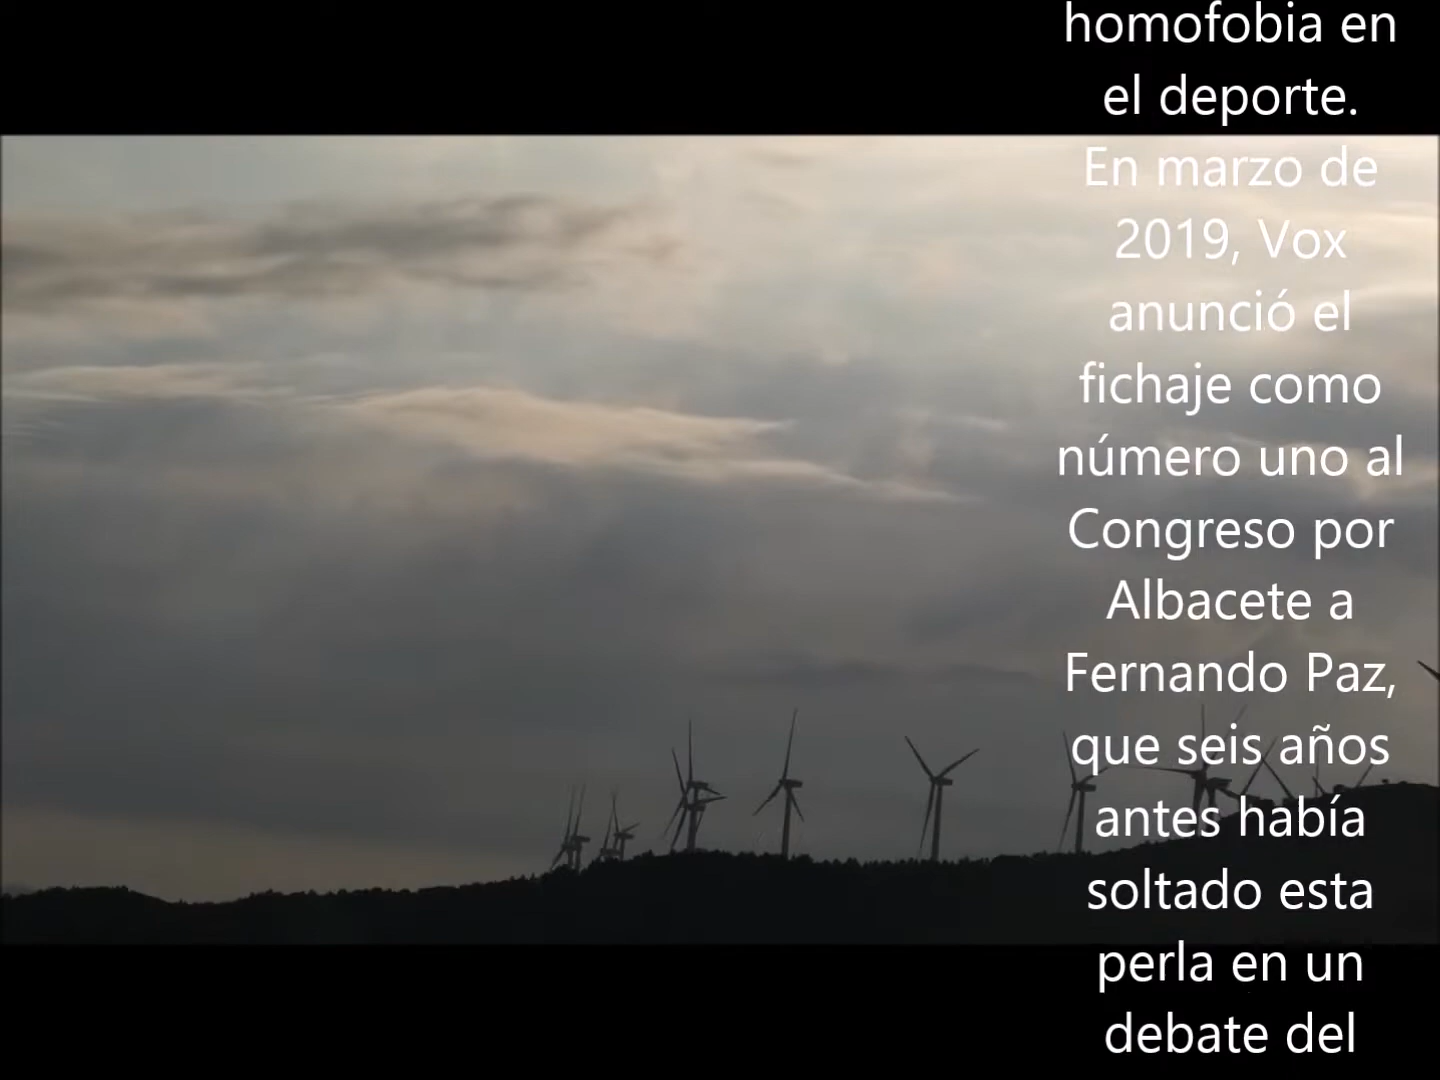 homofobia en
el deporte.
En marzo de
2019, Vox
anunció el
fichaje como
número uno al
Congreso por
Albacete a
Fernando Paz,
que seis años
antes había
soltado esta
perla en un
debate del